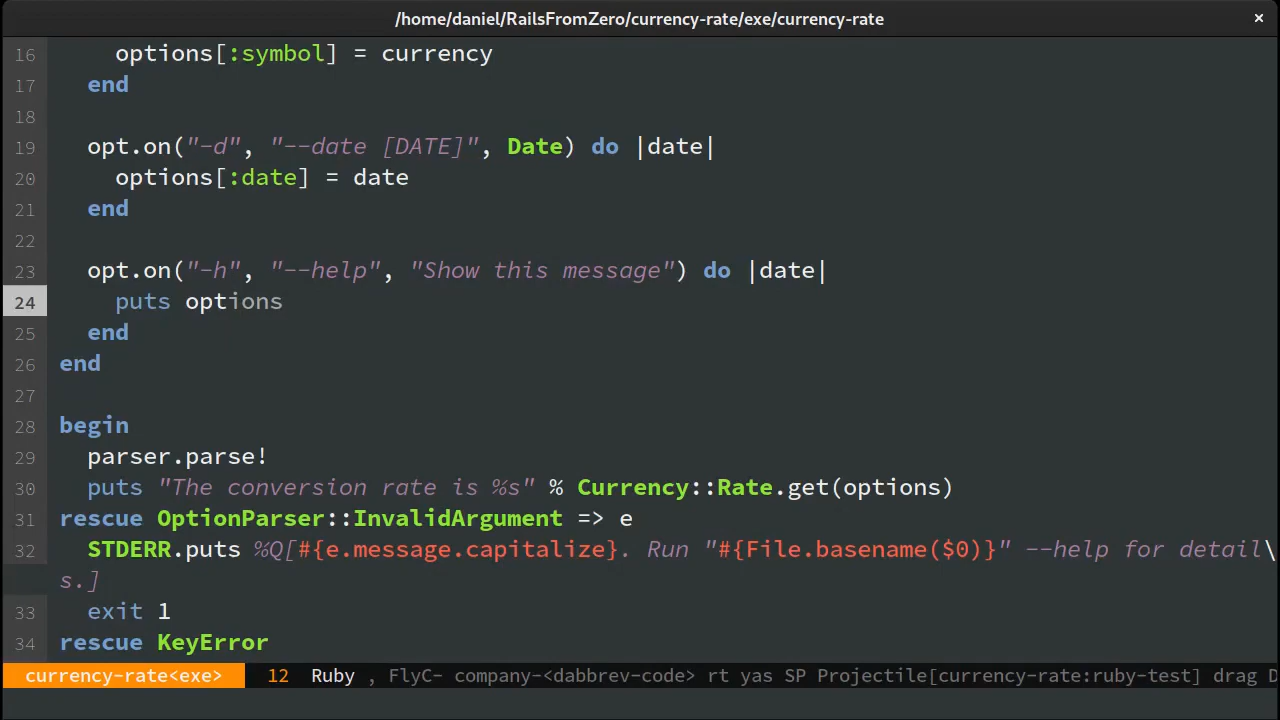 /home/daniel/RailsFromZero/currency-rate/exe/currency-rate ×
16 options[:symbol] = currency
17 end
18
19 opt.on("-d", "--date [DATE]", Date) do |date|
20 options[:date] = date
21 end
22
23 opt.on("-h", "--help", "Show this message") do |date|
24 puts options
25 end
26 end
27
28 begin
29 parser.parse!
30 puts "The conversion rate is %s" % Currency::Rate.get(options)
31 rescue OptionParser::InvalidArgument => e
32 STDERR.puts %Q[#{e.message.capitalize}. Run "#{File.basename($0)}" --help for detail\
s.]
33 exit 1
34 rescue KeyError
currency-rate<exe> 12 Ruby , FlyC- company-<dabbrev-code> rt yas SP Projectile[currency-rate:ruby-test] drag D